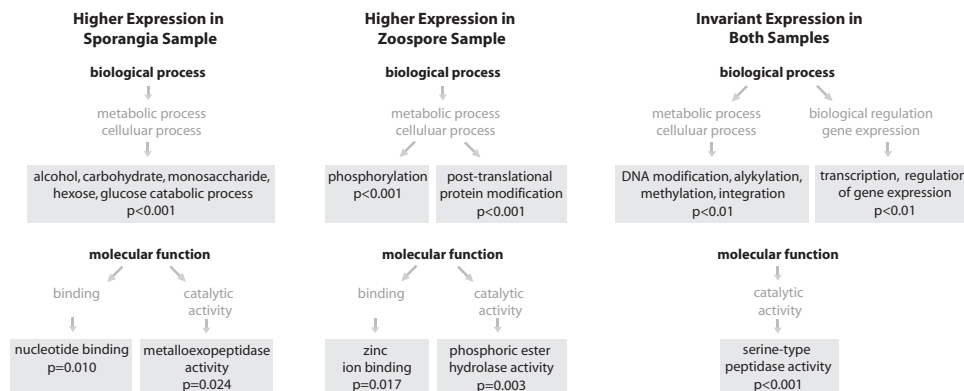 Higher Expression in
Sporangia Sample
biological process
metabolic process
celluluar process
alcohol, carbohydrate, monosaccharide,
hexose, glucose catabolic process
p<0.001
molecular function
binding
catalytic
activity
nucleotide binding
p=0.010
metalloexopeptidase
activity
p=0.024
Higher Expression in
Zoospore Sample
biological process
metabolic process
celluluar process
phosphorylation
p<0.001
post-translational
protein modification
p<0.001
molecular function
binding
catalytic
activity
zinc
ion binding
p=0.017
phosphoric ester
hydrolase activity
p=0.003
Invariant Expression in
Both Samples
biological process
metabolic process
celluluar process
biological regulation
gene expression
DNA modification, alykylation,
methylation, integration
p<0.01
transcription, regulation
of gene expression
p<0.01
molecular function
catalytic
activity
serine-type
peptidase activity
p<0.001